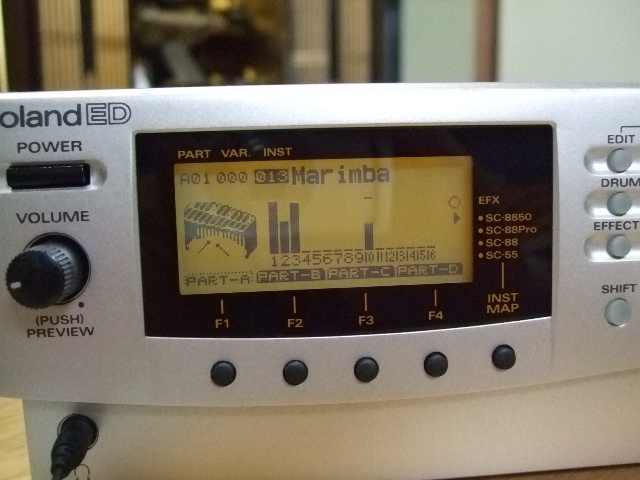 Roland ED
POWER
VOLUME
(PUSH)
PREVIEW
PART VAR. INST
A01 000 013 Marimba
12345678910111213141516
PART-A PART-B PART-C PART-D
F1 F2 F3 F4
EFX
SC-8850
SC-88Pro
SC-88
SC-55
INST
MAP
EDIT
DRUM
EFFECT
SHIFT